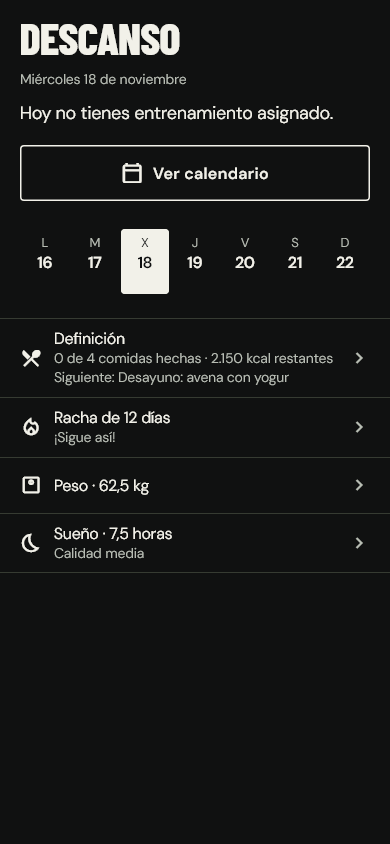 DESCANSO
Miércoles 18 de noviembre
Hoy no tienes entrenamiento asignado.
Ver calendario
L M X J V S D
16 17 18 19 20 21 22
Definición
0 de 4 comidas hechas · 2.150 kcal restantes
Siguiente: Desayuno: avena con yogur
Racha de 12 días
¡Sigue así!
Peso · 62,5 kg
Sueño · 7,5 horas
Calidad media